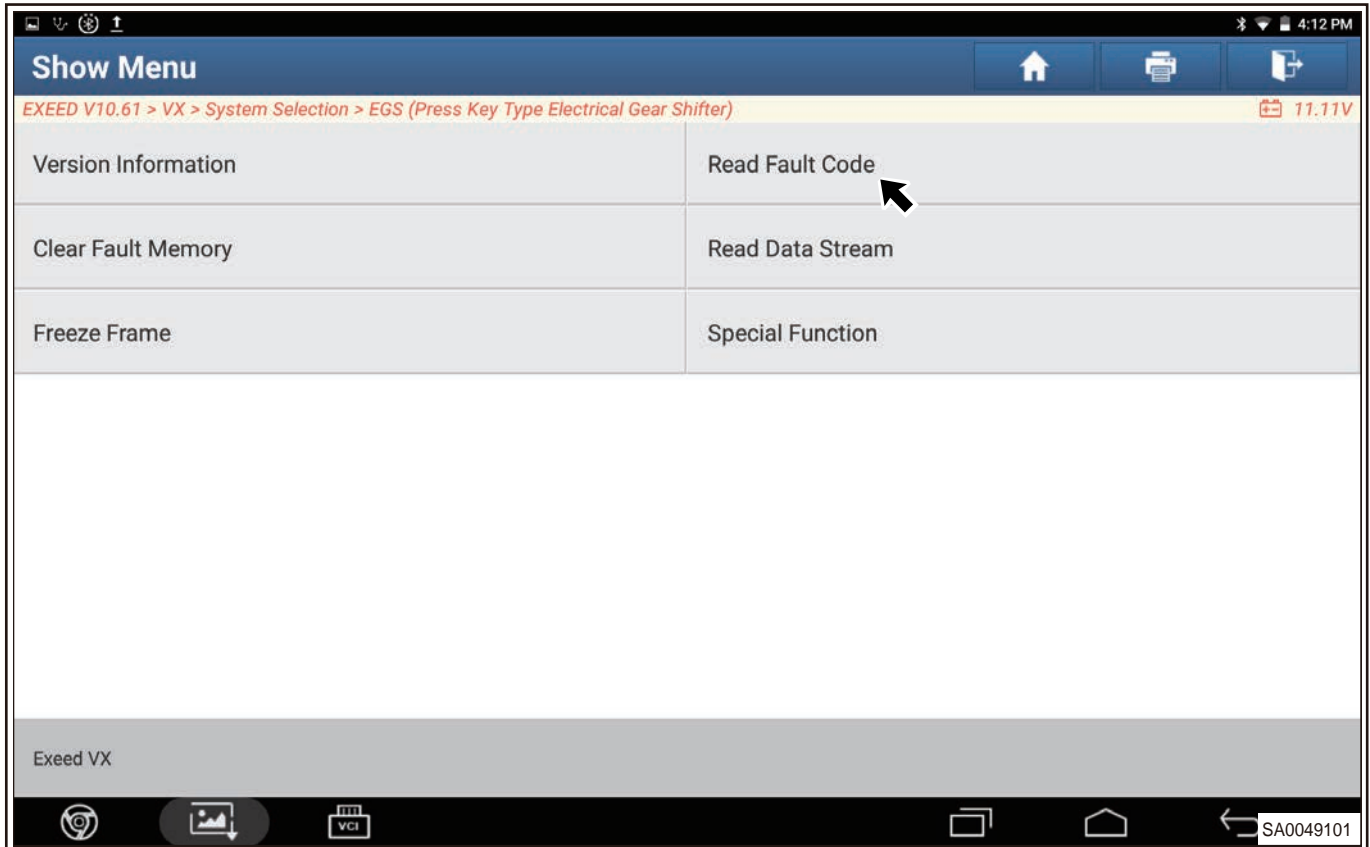 4:12 PM
Show Menu
EXEED V10.61 > VX > System Selection > EGS (Press Key Type Electrical Gear Shifter)
11.11V
Version Information
Read Fault Code
Clear Fault Memory
Read Data Stream
Freeze Frame
Special Function
Exeed VX
VCI
SA0049101